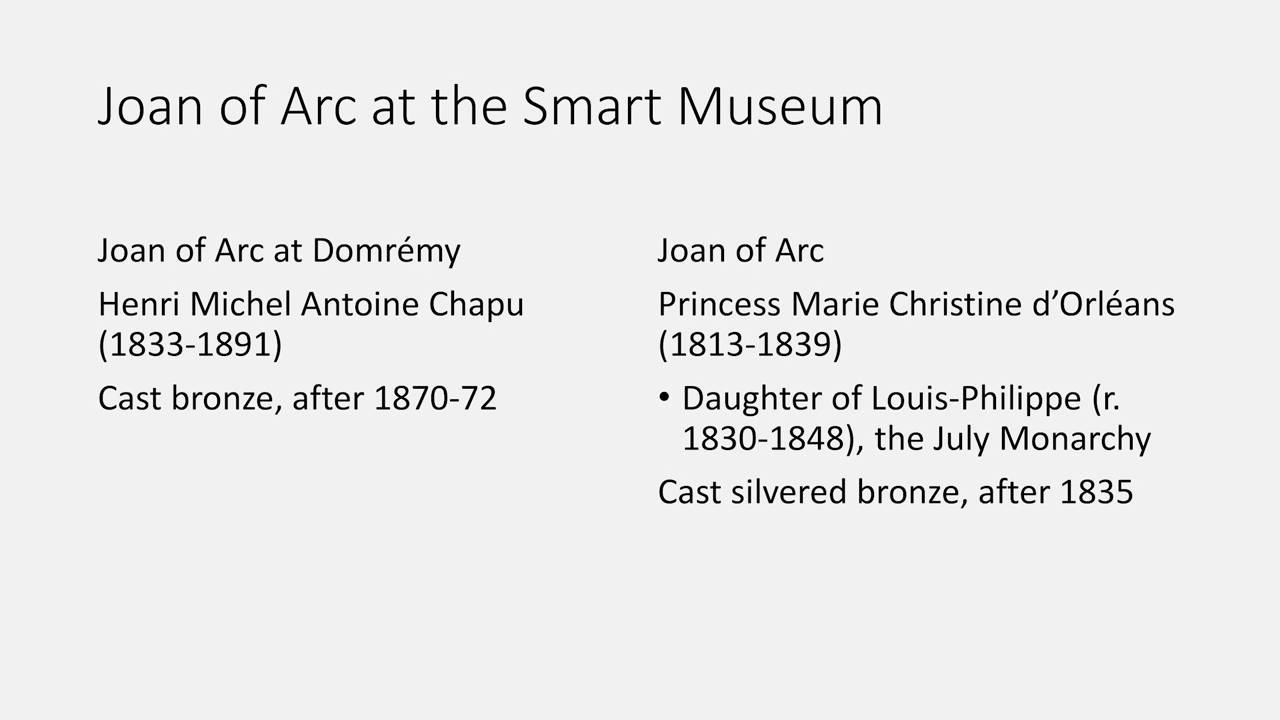 Joan of Arc at the Smart Museum
Joan of Arc at Domrémy
Henri Michel Antoine Chapu
(1833-1891)
Cast bronze, after 1870-72
Joan of Arc
Princess Marie Christine d’Orléans
(1813-1839)
• Daughter of Louis-Philippe (r.
1830-1848), the July Monarchy
Cast silvered bronze, after 1835